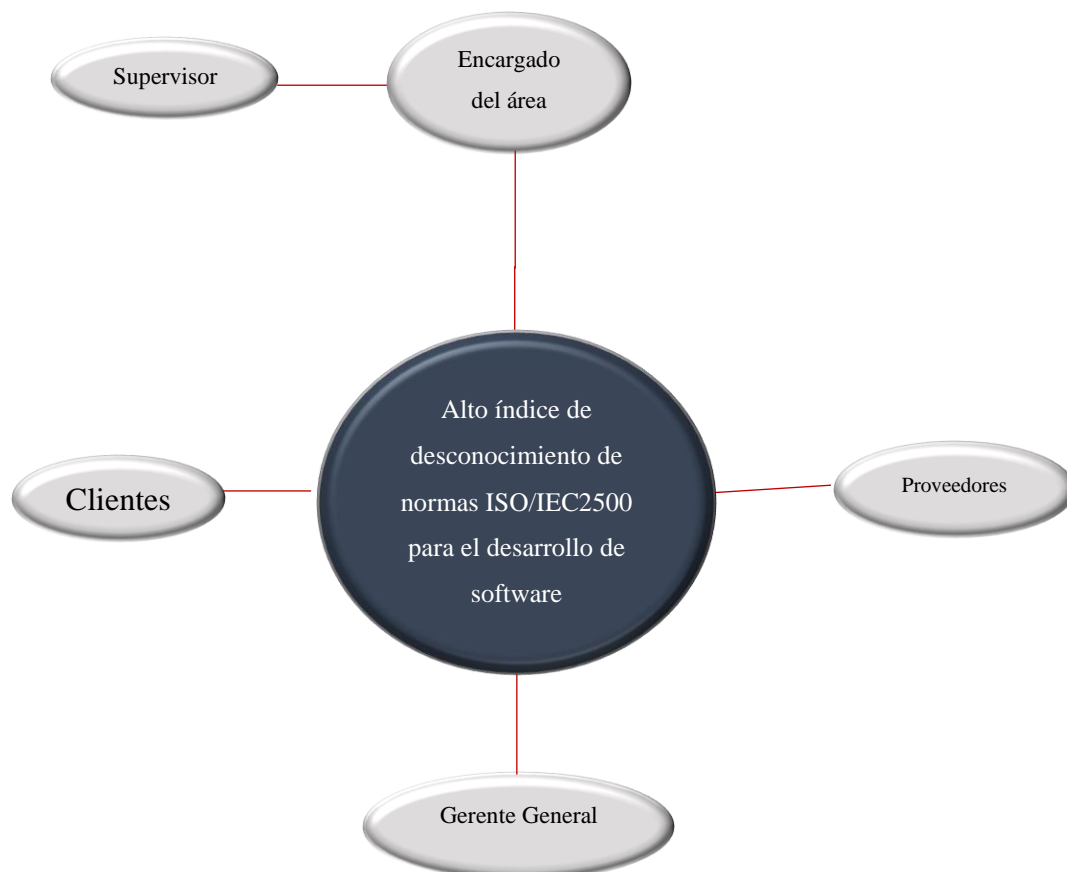 Supervisor
Encargado
del área
Alto índice de
desconocimiento de
normas ISO/IEC2500
para el desarrollo de
software
Clientes
Proveedores
Gerente General